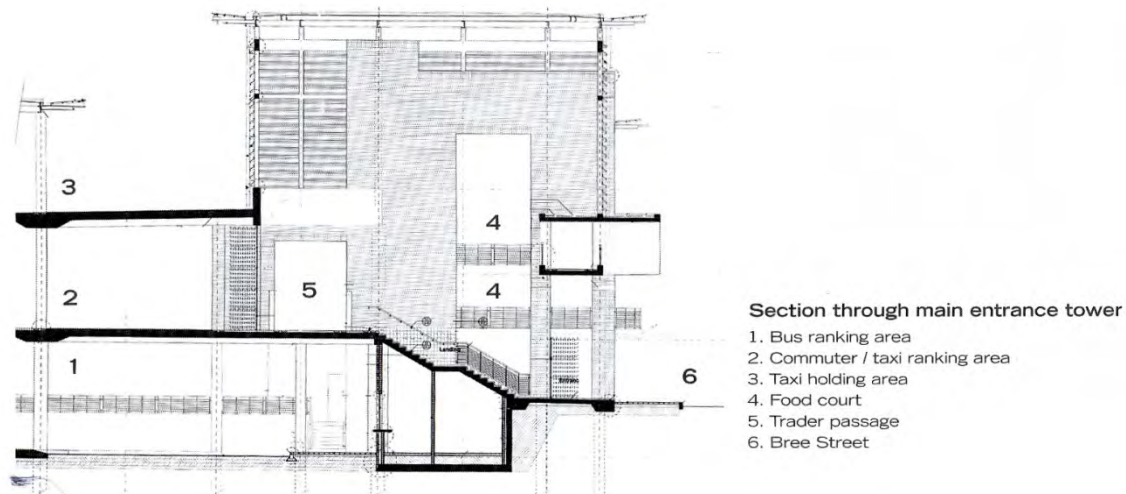 3
4
2
5
4
1
6
Section through main entrance tower
1. Bus ranking area
2. Commuter / taxi ranking area
3. Taxi holding area
4. Food court
5. Trader passage
6. Bree Street